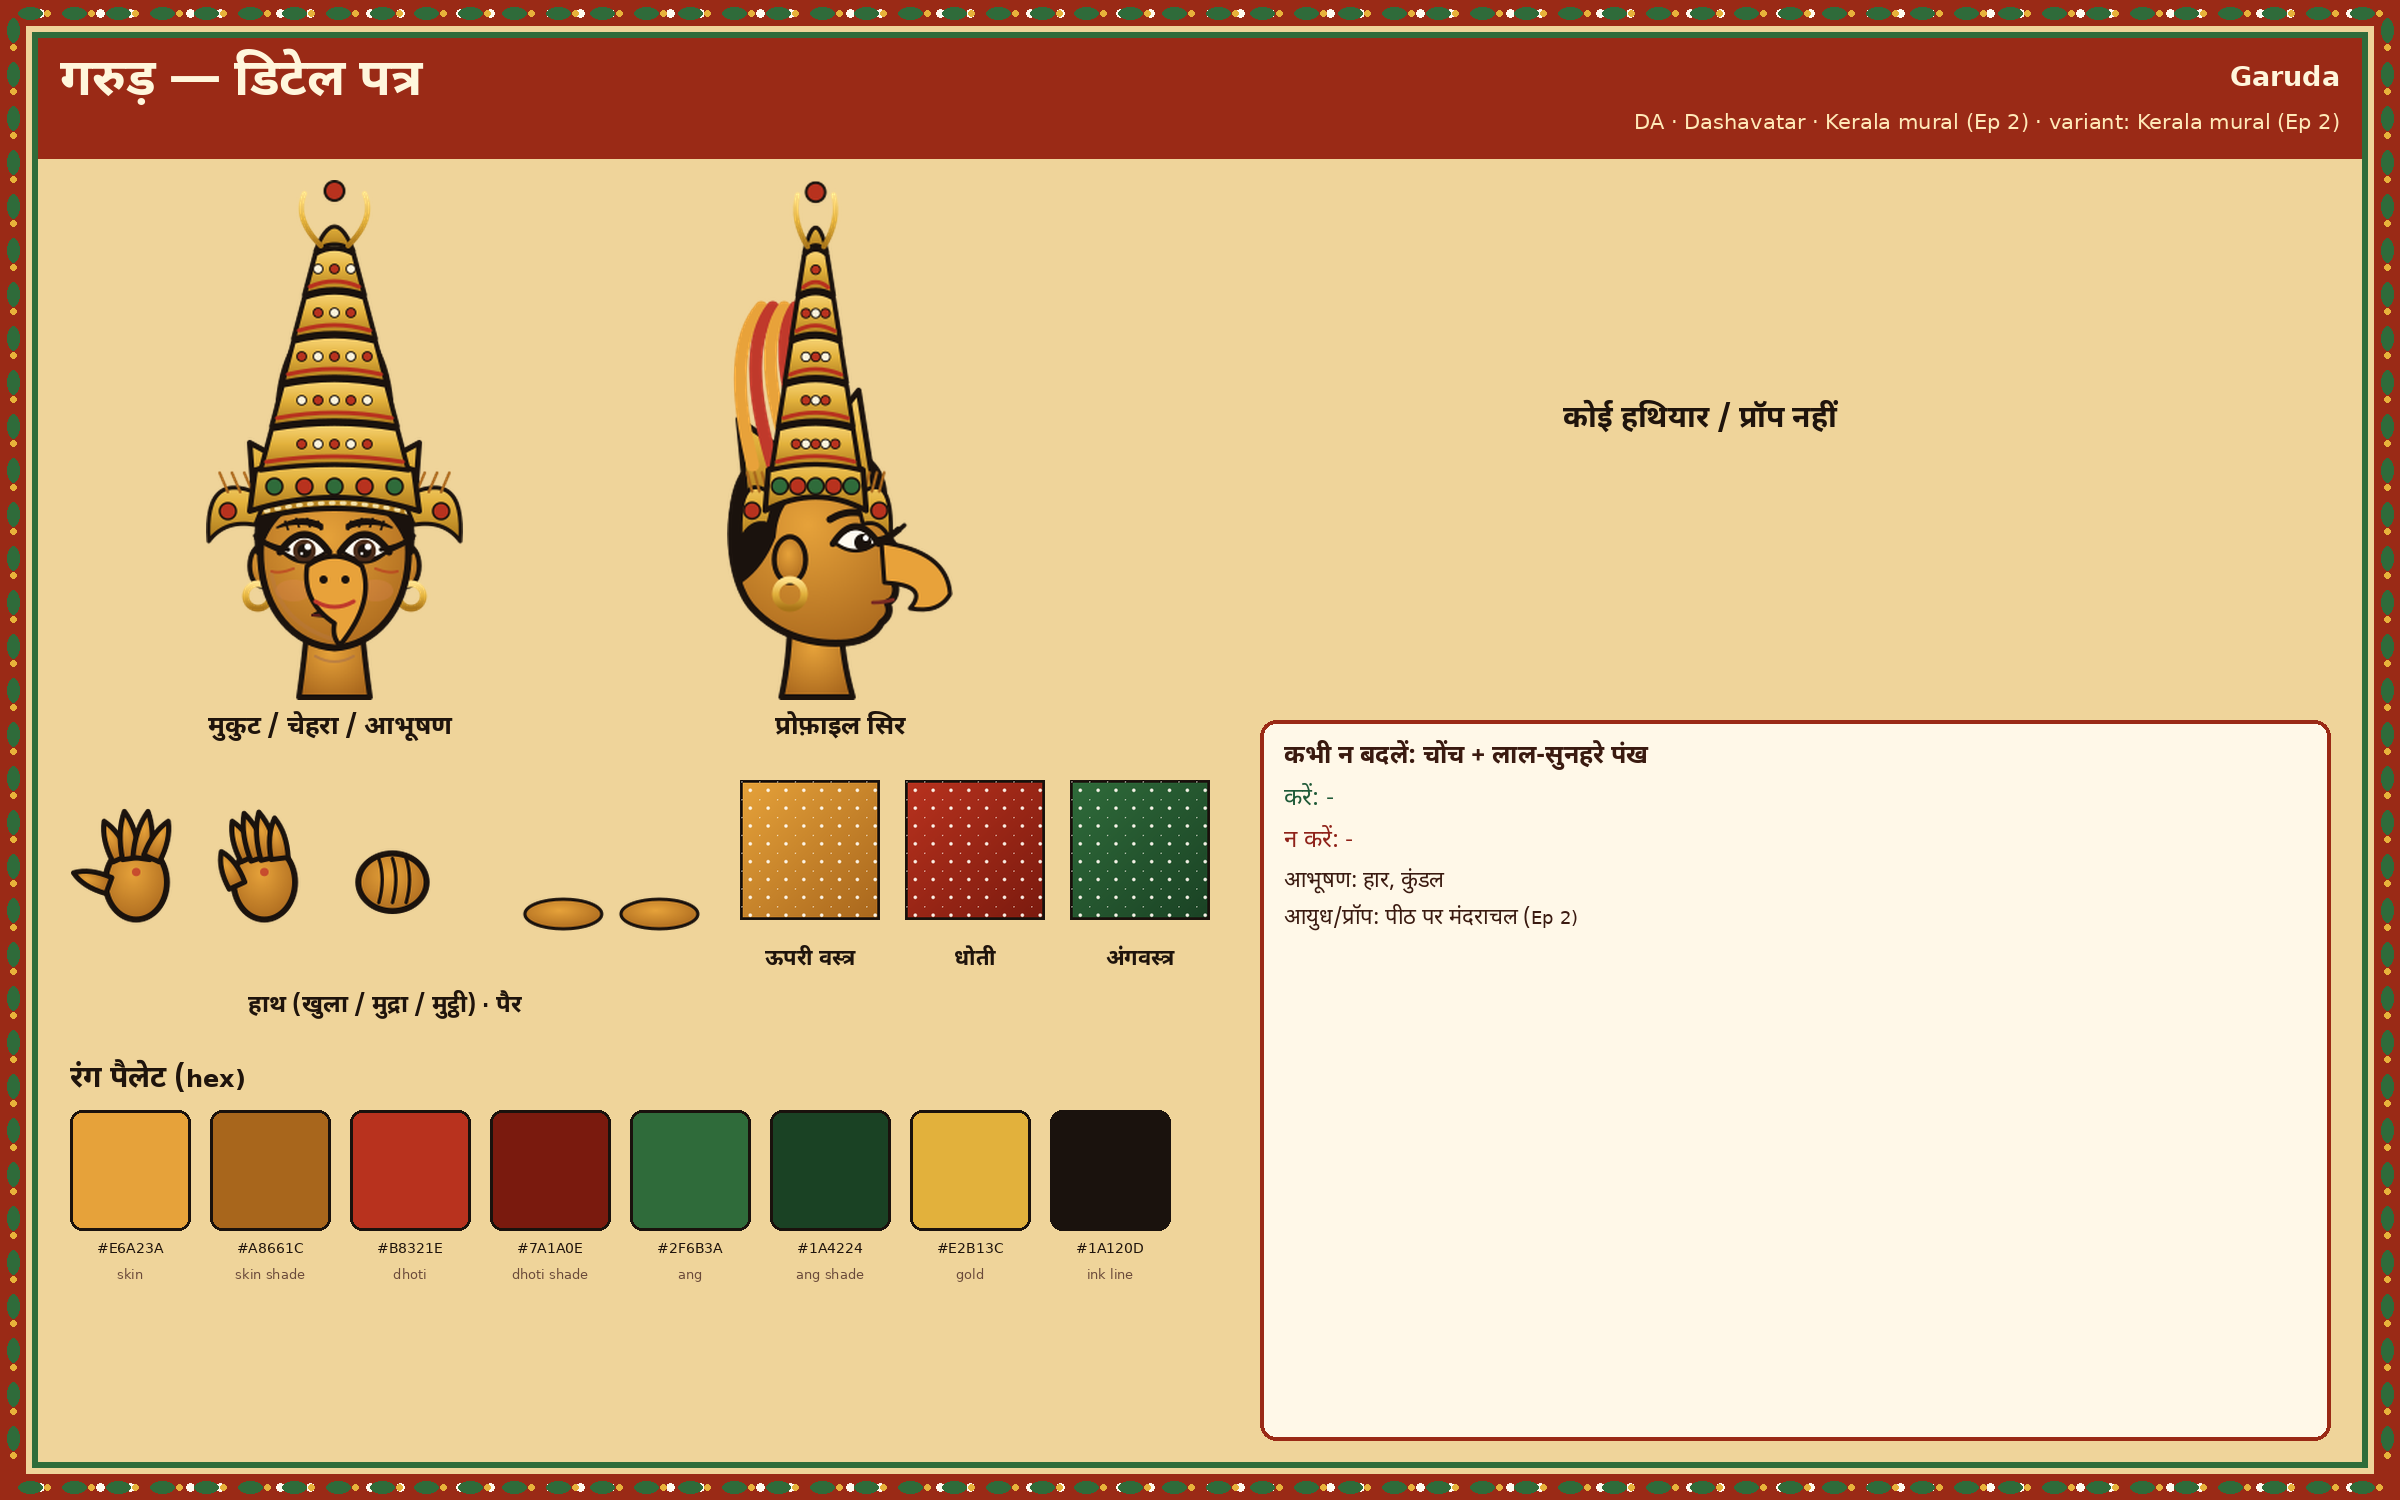 गरुड़ — डिटेल पत्र
Garuda
DA · Dashavatar · Kerala mural (Ep 2) · variant: Kerala mural (Ep 2)
कोई हथियार / प्रॉप नहीं
मुकुट / चेहरा / आभूषण
प्रोफ़ाइल सिर
ऊपरी वस्त्र
धोती
अंगवस्त्र
हाथ (खुला / मुद्रा / मुट्ठी) · पैर
कभी न बदलें: चोंच + लाल-सुनहरे पंख
करें: -
न करें: -
आभूषण: हार, कुंडल
आयुध/प्रॉप: पीठ पर मंदराचल (Ep 2)
रंग पैलेट (hex)
#E6A23A
#A8661C
#B8321E
#7A1A0E
#2F6B3A
#1A4224
#E2B13C
#1A120D
skin
skin shade
dhoti
dhoti shade
ang
ang shade
gold
ink line